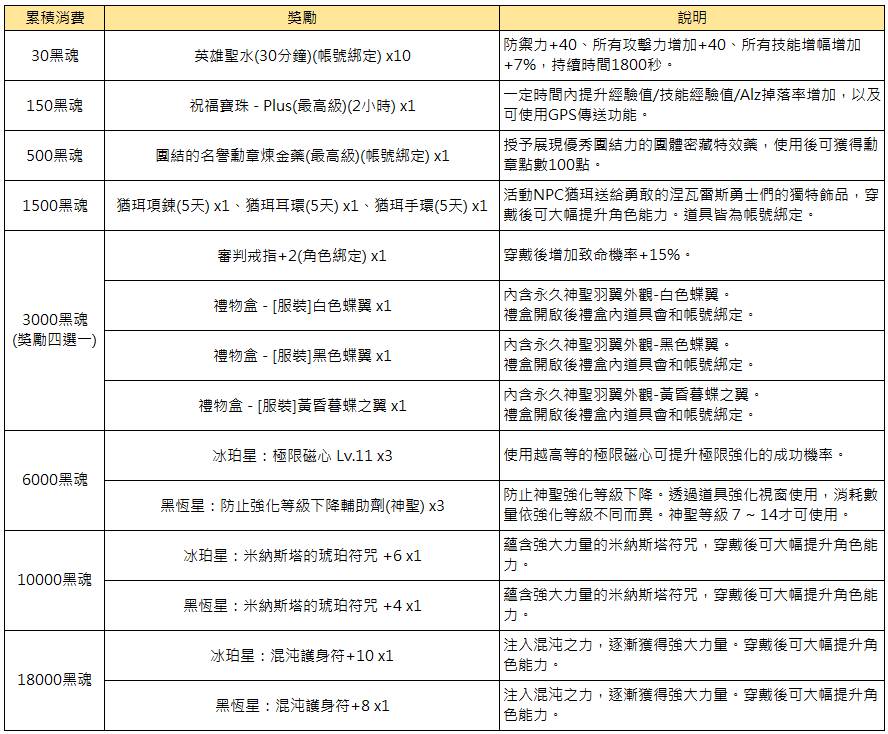 累積消費 獎勵 說明
30黑魂 英雄聖水(30分鐘)(帳號綁定) x10 防禦力+40、所有攻擊力增加+40、所有技能增幅增加
+7%，持續時間1800秒。
150黑魂 祝福寶珠 - Plus(最高級)(2小時) x1 一定時間內提升經驗值/技能經驗值/Alz掉落率增加，以及
可使用GPS傳送功能。
500黑魂 團結的名譽勳章煉金藥(最高級)(帳號綁定) x1 授予展現優秀團結力的團體密藏特效藥，使用後可獲得勳
章點數100點。
1500黑魂 猶珥項鍊(5天) x1、猶珥耳環(5天) x1、猶珥手環(5天) x1 活動NPC猶珥送給勇敢的涅瓦雷斯勇士們的獨特飾品，穿
戴後可大幅提升角色能力。道具皆為帳號綁定。
3000黑魂
(獎勵四選一)
審判戒指+2(角色綁定) x1 穿戴後增加致命機率+15%。
禮物盒 - [服裝]白色蝶翼 x1 內含永久神聖羽翼外觀-白色蝶翼。
禮盒開啟後禮盒內道具會和帳號綁定。
禮物盒 - [服裝]黑色蝶翼 x1 內含永久神聖羽翼外觀-黑色蝶翼。
禮盒開啟後禮盒內道具會和帳號綁定。
禮物盒 - [服裝]黃昏暮蝶之翼 x1 內含永久神聖羽翼外觀-黃昏暮蝶之翼。
禮盒開啟後禮盒內道具會和帳號綁定。
6000黑魂
冰珀星：極限磁心 Lv.11 x3 使用越高等的極限磁心可提升極限強化的成功機率。
黑恆星：防止強化等級下降輔助劑(神聖) x3 防止神聖強化等級下降。透過道具強化視窗使用，消耗數
量依強化等級不同而異。神聖等級 7 ~ 14才可使用。
10000黑魂
冰珀星：米納斯塔的琥珀符咒 +6 x1 蘊含強大力量的米納斯塔符咒，穿戴後可大幅提升角色能
力。
黑恆星：米納斯塔的琥珀符咒 +4 x1 蘊含強大力量的米納斯塔符咒，穿戴後可大幅提升角色能
力。
18000黑魂
冰珀星：混沌護身符+10 x1 注入混沌之力，逐漸獲得強大力量。穿戴後可大幅提升角
色能力。
黑恆星：混沌護身符+8 x1 注入混沌之力，逐漸獲得強大力量。穿戴後可大幅提升角
色能力。